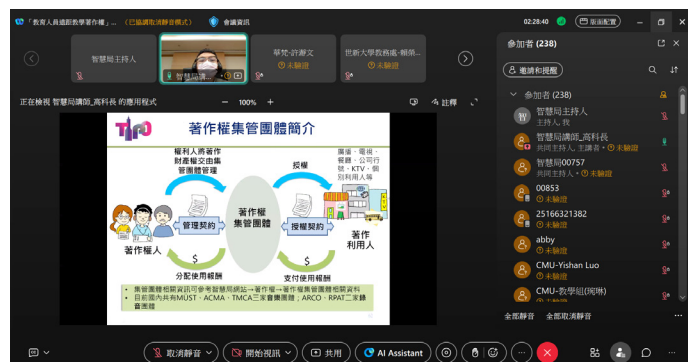 「教育人員遠距教學著作權」... （已協調取消靜音模式） 會議資訊
02:28:40 版面配置
智慧局主持人
智慧局講...
草梵-許瀞文
未驗證
世新大學教務處-賴榮...
未驗證
正在檢視 智慧局講師_高科長 的應用程式
100%
註釋
TIPO
著作權集管團體簡介
權利人將著作
財產權交由集
管團體管理
管理契約
著作權人
分配使用報酬
著作權
集管團體
授權
授權契約
廣播、電視、
餐廳、公司行
號、KTV、個
別利用人等
著作
利用人
支付使用報酬
• 集管團體相關資訊可參考智慧局網站→著作權→著作權集管團體相關資料
• 目前國內共有MÜST、ACMA、TMCA三家音樂團體；ARCO、RPAT二家錄
音團體
參加者 (238)
邀請和提醒
參加者 (238)
智
智慧局主持人
主持人, 我
智慧局講師_高科長
共同主持人, 主講者 • 未驗證
智慧局00757
共同主持人 • 未驗證
00853
未驗證
25166321382
未驗證
abby
未驗證
CMU-Yishan Luo
未驗證
CMU-教學組(琬琳)
未驗證
全部靜音 全部取消靜音 ...
取消靜音
開始視訊
共用
AI Assistant